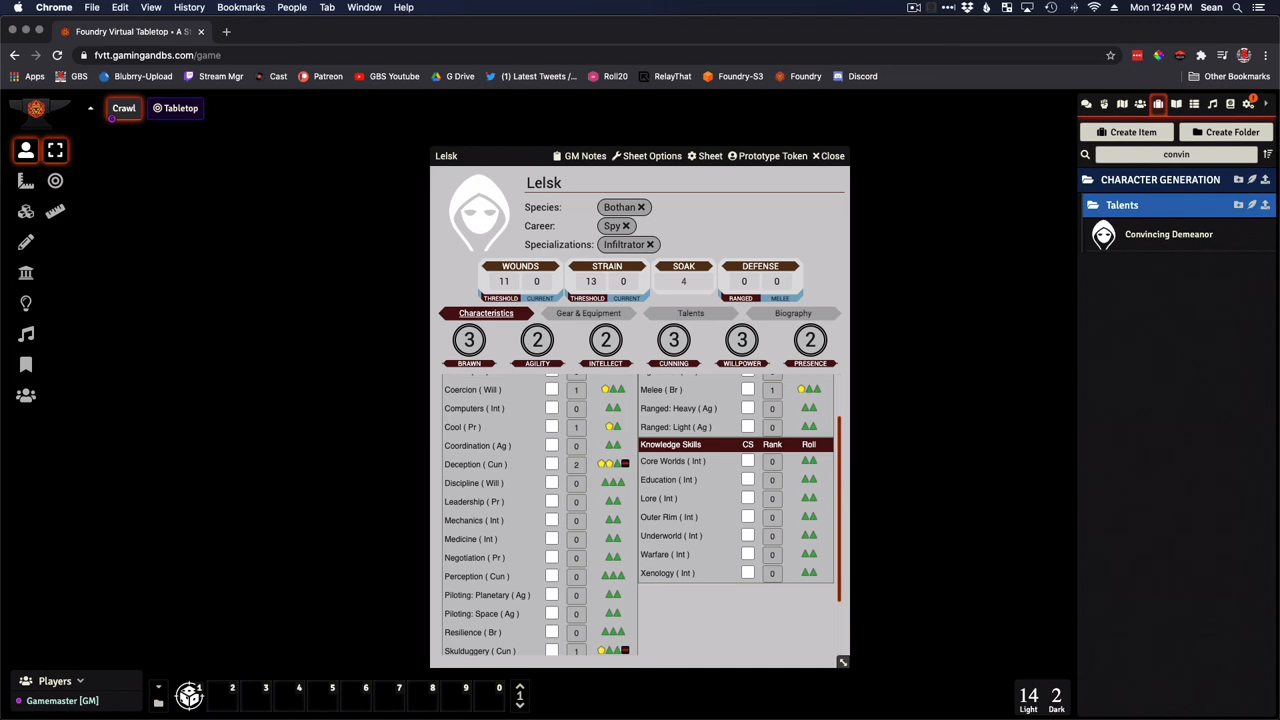 Chrome File Edit View History Bookmarks People Tab Window Help Mon 12:49 PM Sean
Foundry Virtual Tabletop • A St
fvtt.gamingandbs.com/game
Apps GBS Blubrry-Upload Stream Mgr Cast Patreon GBS Youtube G Drive (1) Latest Tweets /... Roll20 RelayThat Foundry-S3 Foundry Discord Other Bookmarks
Crawl Tabletop
Create Item Create Folder
convin
CHARACTER GENERATION
Talents
Convincing Demeanor
Lelsk GM Notes Sheet Options Sheet Prototype Token Close
Lelsk
Species: Bothan
Career: Spy
Specializations: Infiltrator
WOUNDS STRAIN SOAK DEFENSE
11 0 13 0 4 0 0
THRESHOLD CURRENT THRESHOLD CURRENT RANGED MELEE
Characteristics Gear & Equipment Talents Biography
3 2 2 3 3 2
BRAWN AGILITY INTELLECT CUNNING WILLPOWER PRESENCE
Coercion ( Will ) 1
Computers ( Int ) 0
Cool ( Pr ) 1
Coordination ( Ag ) 0
Deception ( Cun ) 2
Discipline ( Will ) 0
Leadership ( Pr ) 0
Mechanics ( Int ) 0
Medicine ( Int ) 0
Negotiation ( Pr ) 0
Perception ( Cun ) 0
Piloting: Planetary ( Ag ) 0
Piloting: Space ( Ag ) 0
Resilience ( Br ) 0
Skulduggery ( Cun ) 1
Melee ( Br ) 1
Ranged: Heavy ( Ag ) 0
Ranged: Light ( Ag ) 0
Knowledge Skills CS Rank Roll
Core Worlds ( Int ) 0
Education ( Int ) 0
Lore ( Int ) 0
Outer Rim ( Int ) 0
Underworld ( Int ) 0
Warfare ( Int ) 0
Xenology ( Int ) 0
Players
Gamemaster [GM]
1 2 3 4 5 6 7 8 9 0
1
14 2
Light Dark